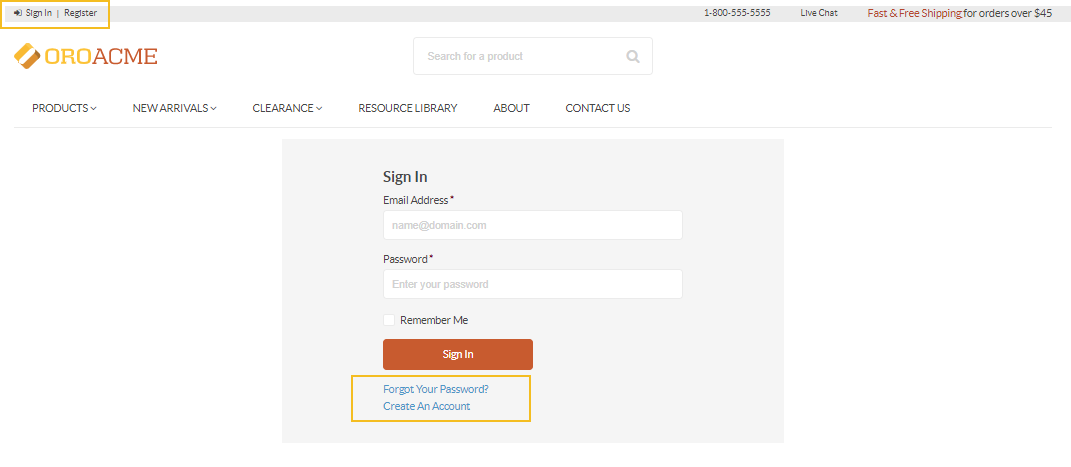 Sign In | Register
1-800-555-5555 Live Chat Fast & Free Shipping for orders over $45
OROACME
Search for a product
PRODUCTS NEW ARRIVALS CLEARANCE RESOURCE LIBRARY ABOUT CONTACT US
Sign In
Email Address*
name@domain.com
Password*
Enter your password
Remember Me
Sign In
Forgot Your Password?
Create An Account